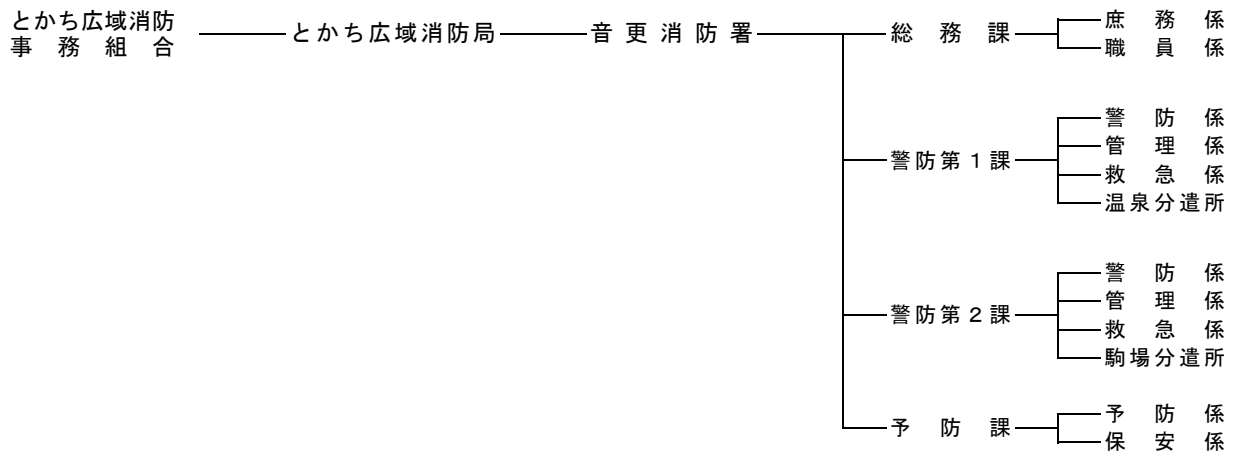 とかち広域消防
事務組合
とかち広域消防局
音更消防署
総務課
庶務係
職員係
警防第1課
警防係
管理係
救急係
温泉分遣所
警防第2課
警防係
管理係
救急係
駒場分遣所
予防課
予防係
保安係